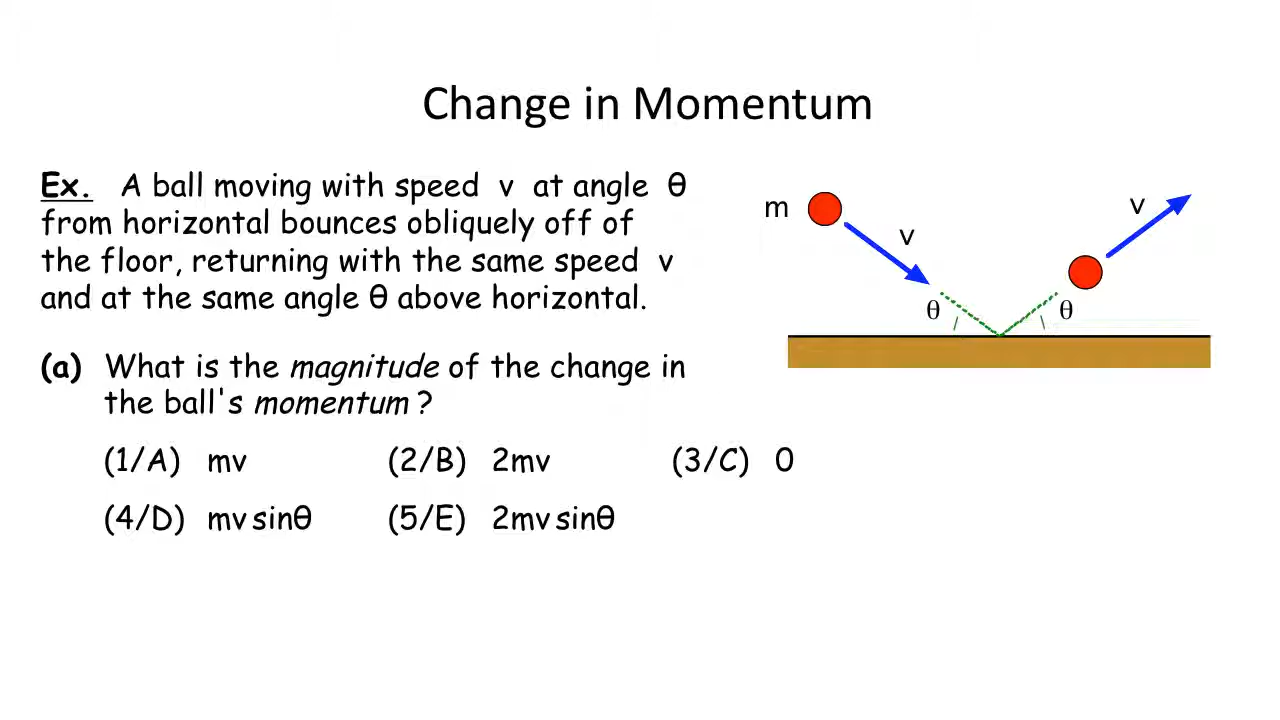 Change in Momentum
Ex. A ball moving with speed v at angle θ
from horizontal bounces obliquely off of
the floor, returning with the same speed v
and at the same angle θ above horizontal.
m
v
v
θ
θ
(a) What is the magnitude of the change in
the ball's momentum ?
(1/A) mv (2/B) 2mv (3/C) 0
(4/D) mv sinθ (5/E) 2mv sinθ